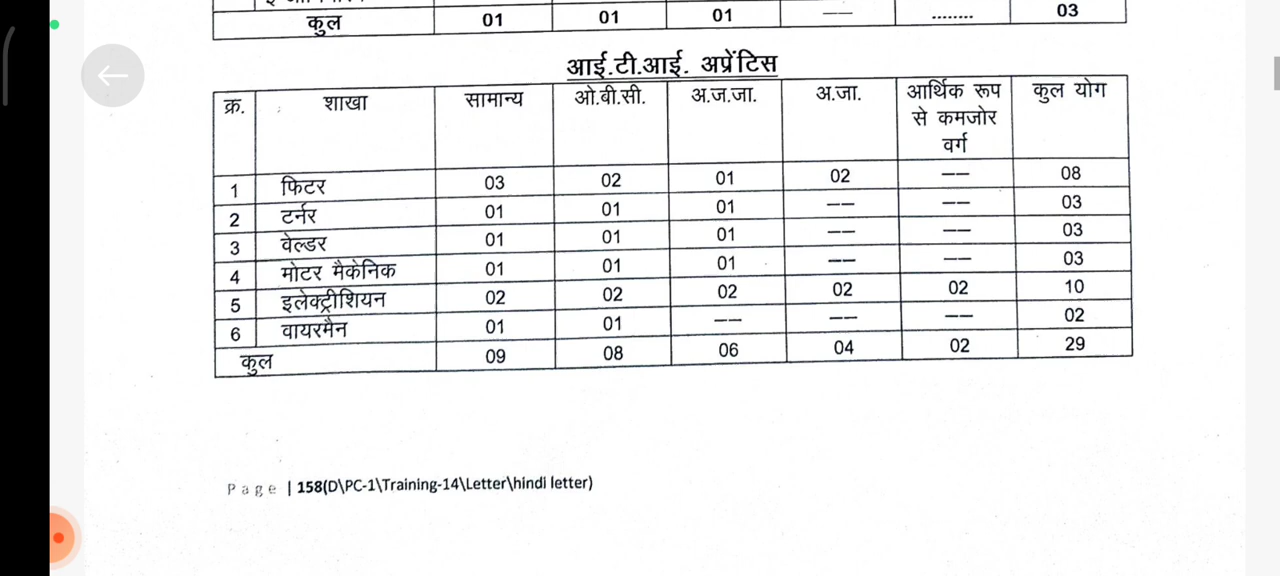 कुल 01 01 01 — ........ 03
आई.टी.आई. अप्रेंटिस
क्र. शाखा सामान्य ओ.बी.सी. अ.ज.जा. अ.जा. आर्थिक रूप से कमजोर वर्ग कुल योग
1 फिटर 03 02 01 02 –– 08
2 टर्नर 01 01 01 –– –– 03
3 वेल्डर 01 01 01 –– –– 03
4 मोटर मैकेनिक 01 01 01 –– –– 03
5 इलेक्ट्रीशियन 02 02 02 02 02 10
6 वायरमैन 01 01 –– –– –– 02
कुल 09 08 06 04 02 29
Page | 158(D\PC-1\Training-14\Letter\hindi letter)